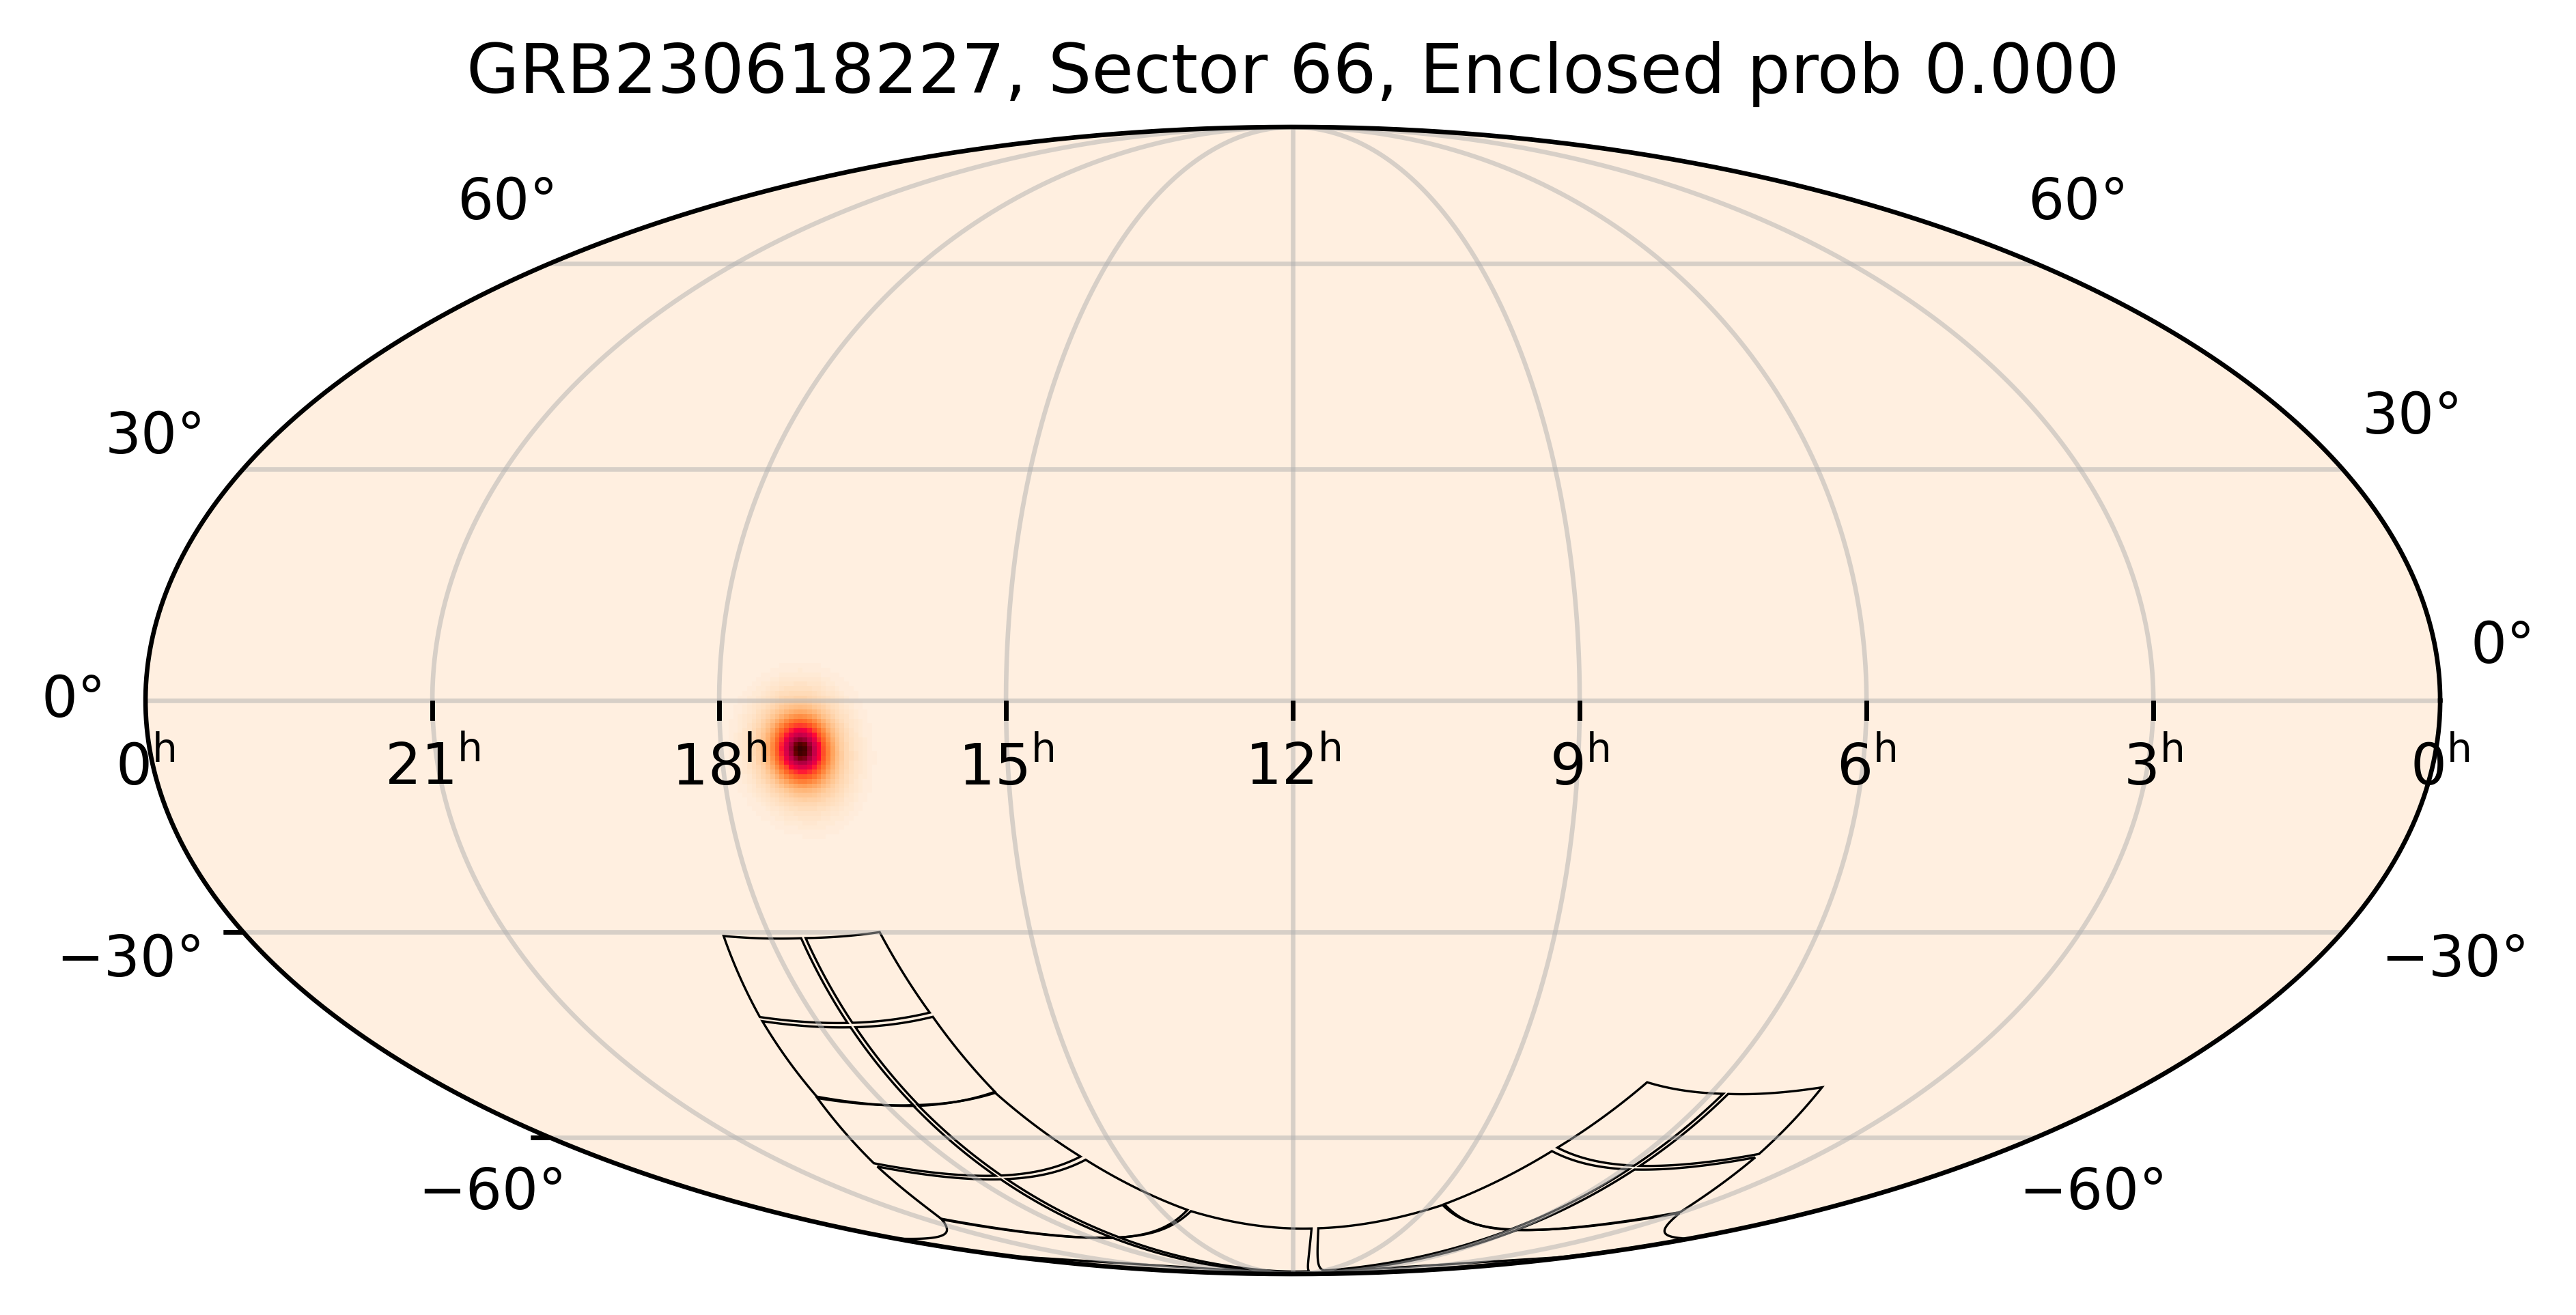 GRB230618227, Sector 66, Enclosed prob 0.000
60° 60°
30° 30°
0° 0°
0ʰ 21ʰ 18ʰ 15ʰ 12ʰ 9ʰ 6ʰ 3ʰ 0ʰ
−30° −30°
−60° −60°